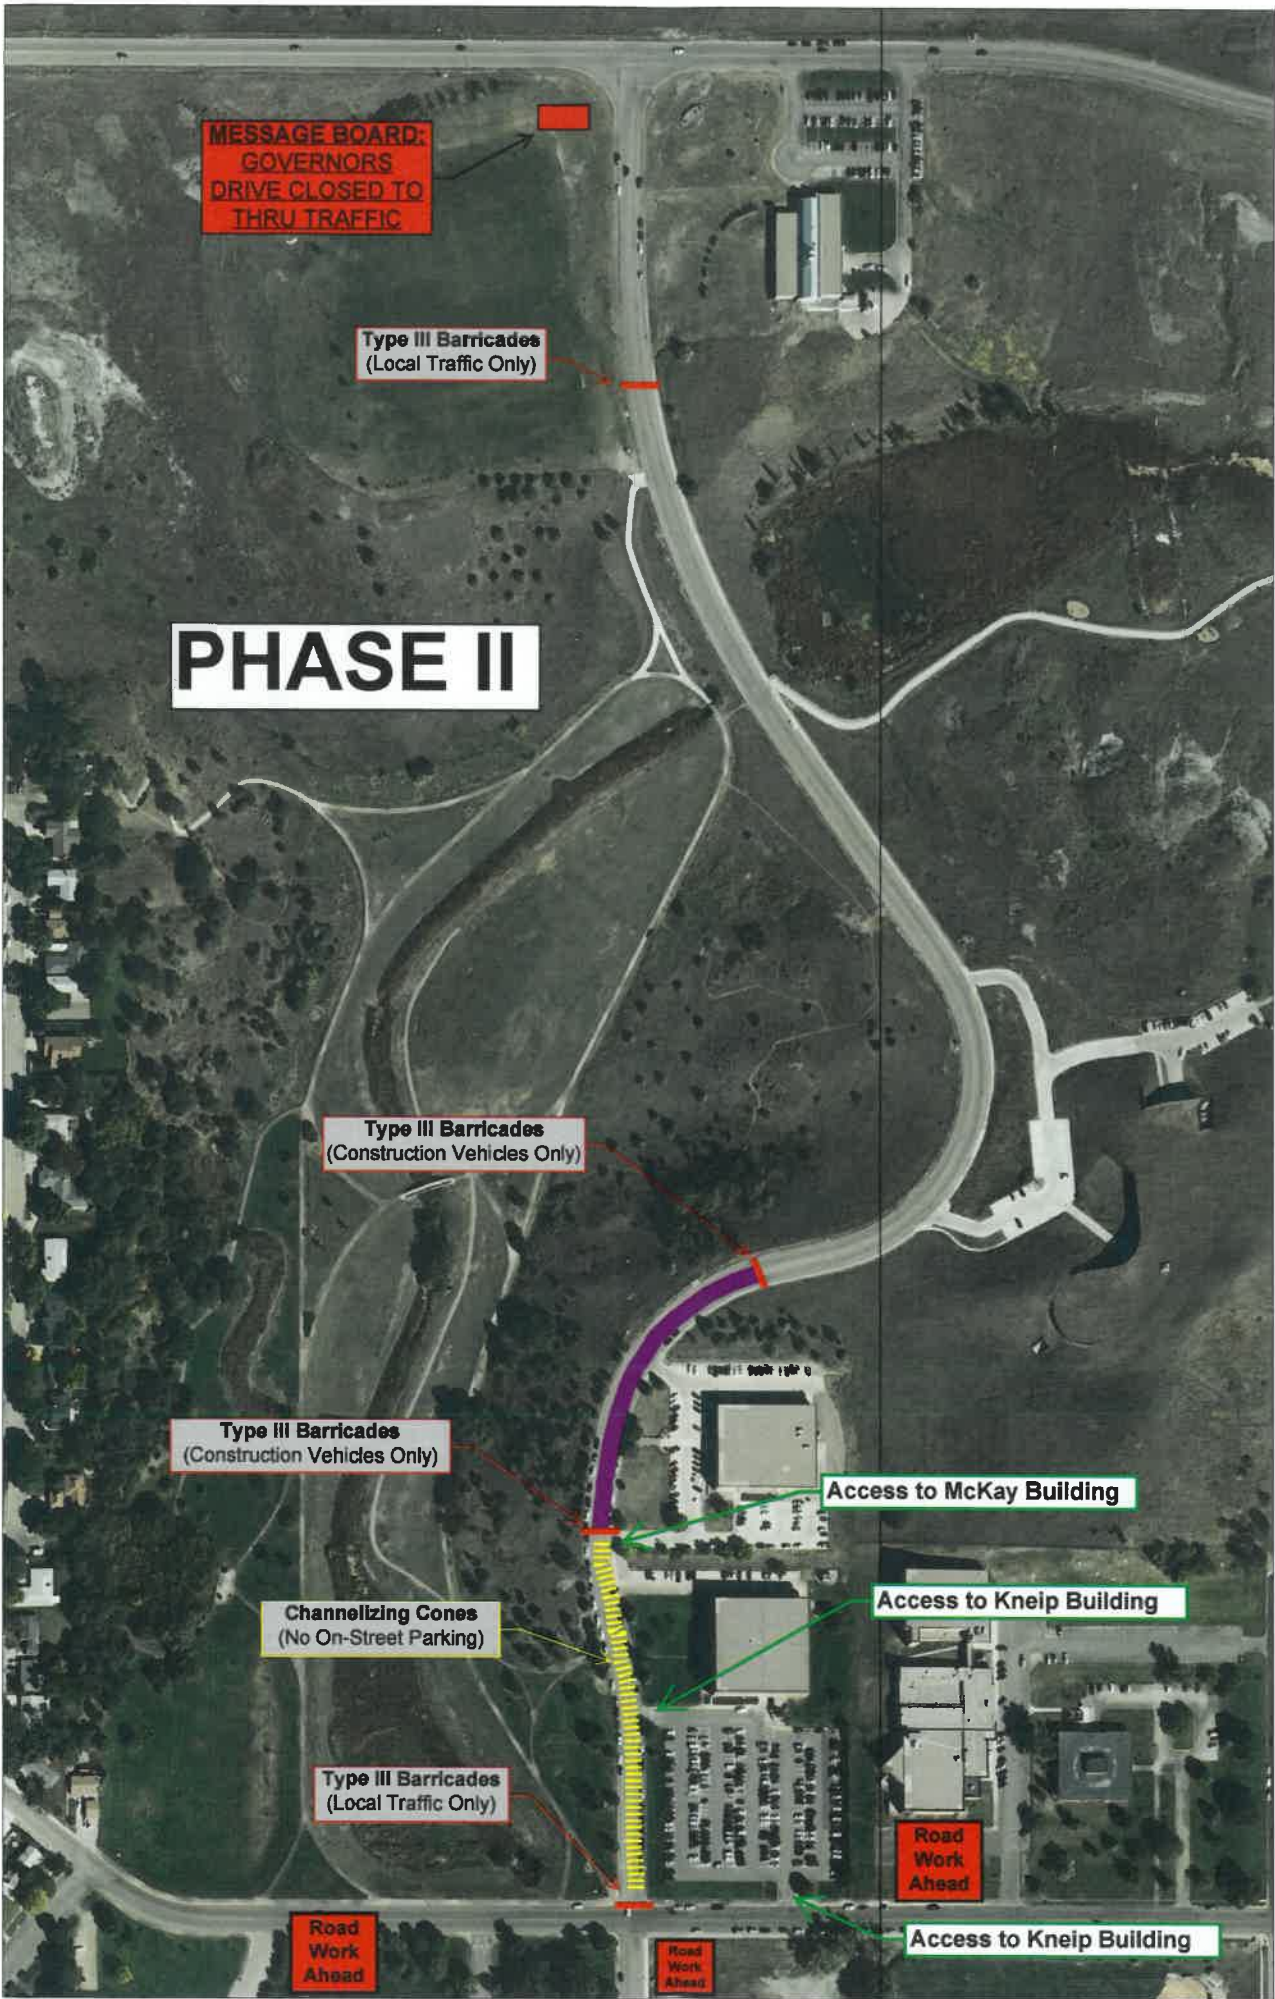 MESSAGE BOARD:
GOVERNORS
DRIVE CLOSED TO
THRU TRAFFIC
Type III Barricades
(Local Traffic Only)
PHASE II
Type III Barricades
(Construction Vehicles Only)
Type III Barricades
(Construction Vehicles Only)
Access to McKay Building
Access to Kneip Building
Channelizing Cones
(No On-Street Parking)
Type III Barricades
(Local Traffic Only)
Road
Work
Ahead
Road
Work
Ahead
Road
Work
Ahead
Access to Kneip Building